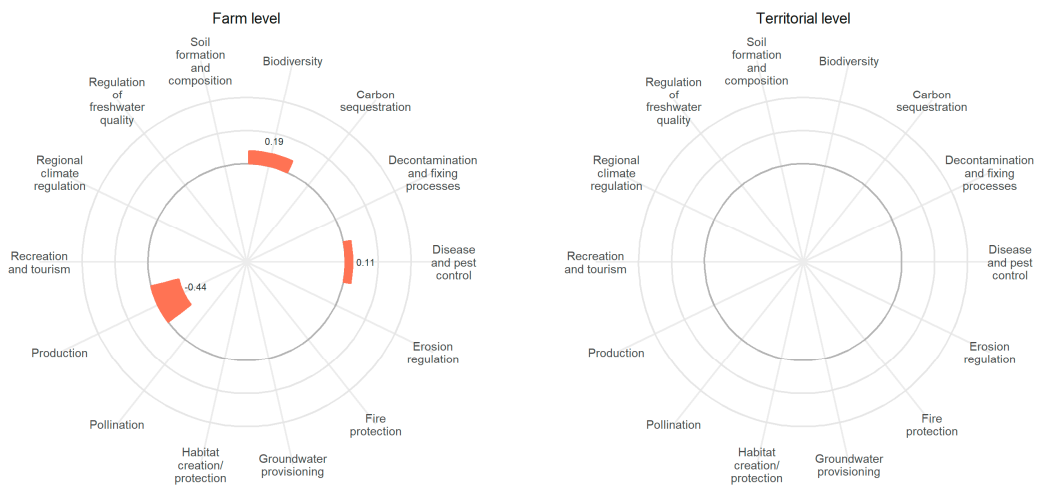 Farm level
Soil
formation
and
composition
Biodiversity
Carbon
sequestration
Decontamination
and fixing
processes
Disease
and pest
control
Erosion
regulation
Fire
protection
Groundwater
provisioning
Habitat
creation/
protection
Pollination
Production
Recreation
and tourism
Regional
climate
regulation
Regulation
of
freshwater
quality
0.19
0.11
-0.44
Territorial level
Soil
formation
and
composition
Biodiversity
Carbon
sequestration
Decontamination
and fixing
processes
Disease
and pest
control
Erosion
regulation
Fire
protection
Groundwater
provisioning
Habitat
creation/
protection
Pollination
Production
Recreation
and tourism
Regional
climate
regulation
Regulation
of
freshwater
quality